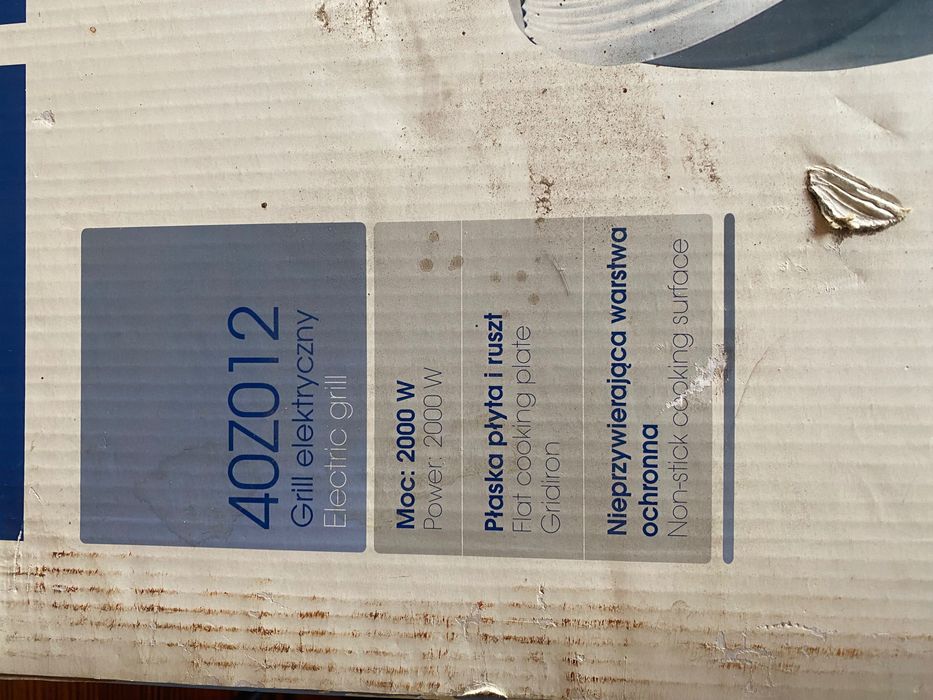 40Z012
Grill elektryczny
Electric grill
Moc: 2000 W
Power: 2000 W
Płaska płyta i ruszt
Flat cooking plate
Gridiron
Nieprzywierająca warstwa
ochronna
Non-stick cooking surface